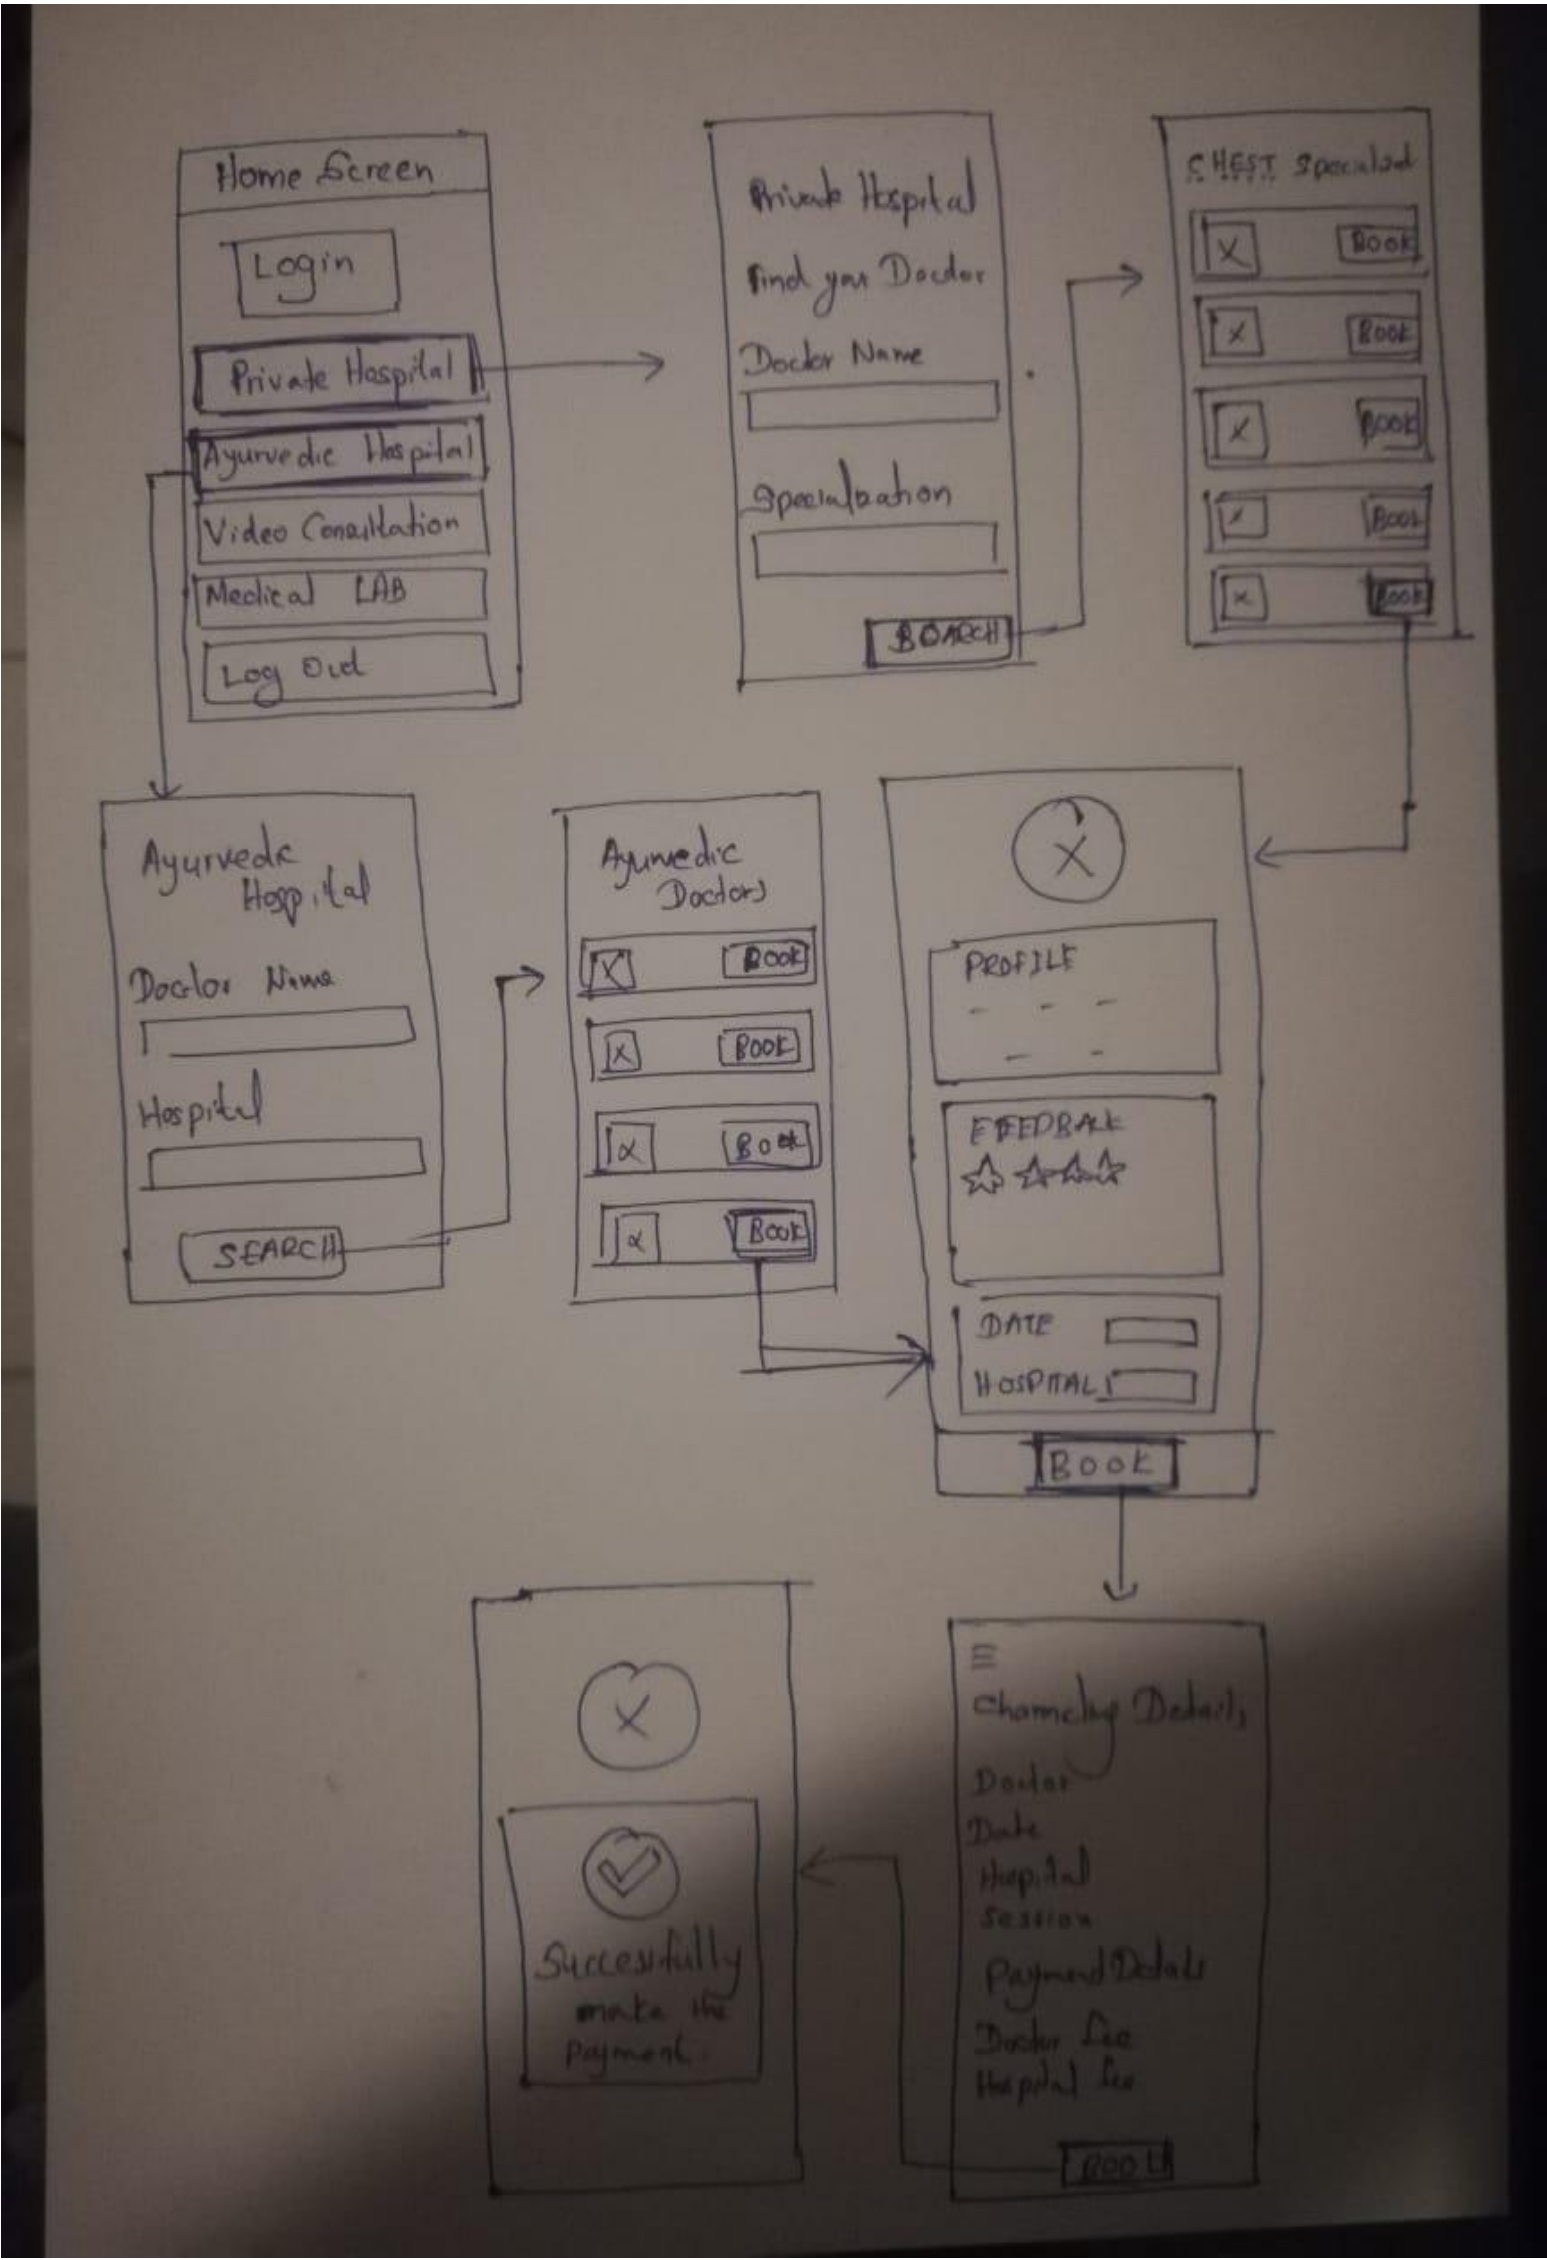 Home Screen
Login
Private Hospital
Ayurvedic Hospital
Video Consultation
Medical LAB
Log Out
Private Hospital
Find your Doctor
Doctor Name
Specialization
SEARCH
CHEST Specialist
X BOOK
X BOOK
X BOOK
X BOOK
X BOOK
Ayurvedic
Hospital
Doctor Name
Hospital
SEARCH
Ayurvedic
Doctors
X BOOK
X BOOK
X BOOK
X BOOK
X
PROFILE
FEEDBACK
DATE
HOSPITAL
BOOK
Channeling Details
Doctor
Date
Hospital
Session
Payment Details
Doctor fee
Hospital fee
BOOK
X
Successfully
make the
payment.